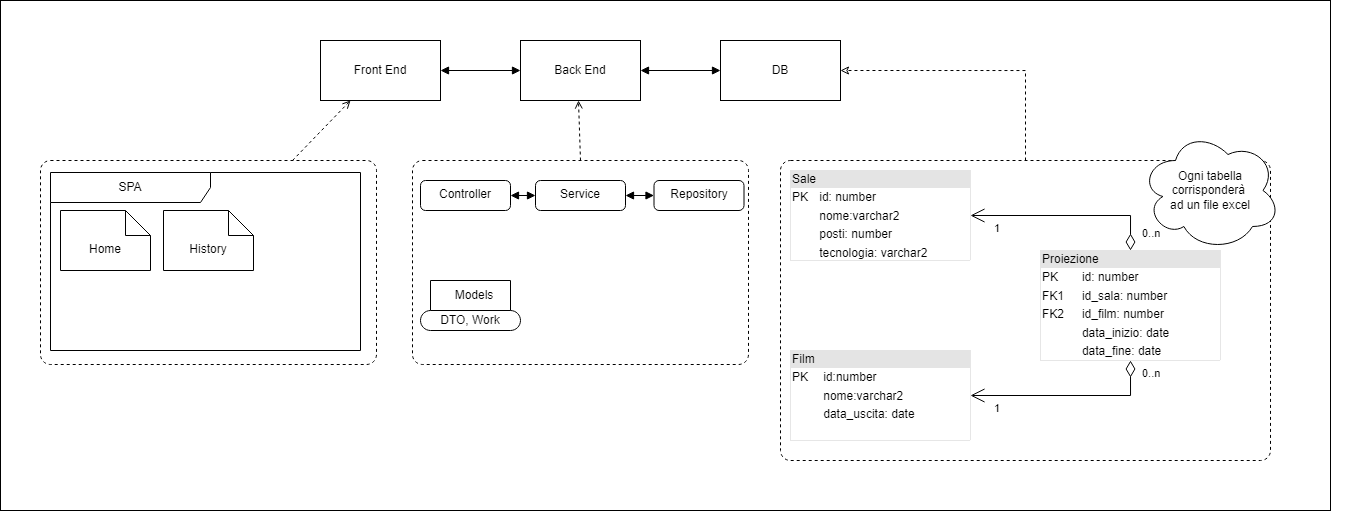 Front End
Back End
DB
SPA
Home
History
Controller
Service
Repository
Models
DTO, Work
Ogni tabella
corrisponderà
ad un file excel
Sale
PK id: number
nome:varchar2
posti: number
tecnologia: varchar2
1
0..n
Proiezione
PK id: number
FK1 id_sala: number
FK2 id_film: number
data_inizio: date
data_fine: date
Film
PK id:number
nome:varchar2
data_uscita: date
0..n
1